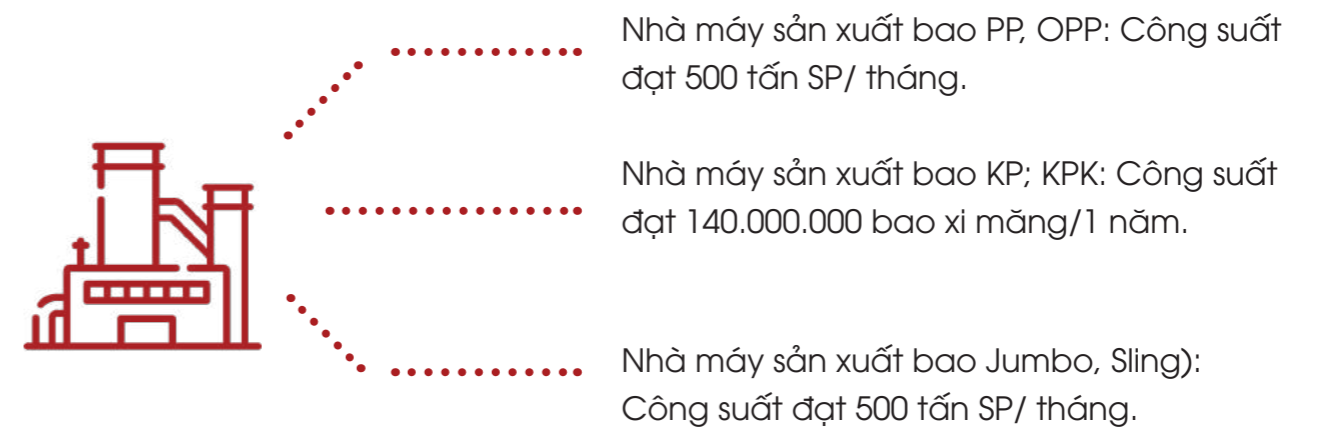 Nhà máy sản xuất bao PP, OPP: Công suất
đạt 500 tấn SP/ tháng.
Nhà máy sản xuất bao KP; KPK: Công suất
đạt 140.000.000 bao xi măng/1 năm.
Nhà máy sản xuất bao Jumbo, Sling):
Công suất đạt 500 tấn SP/ tháng.